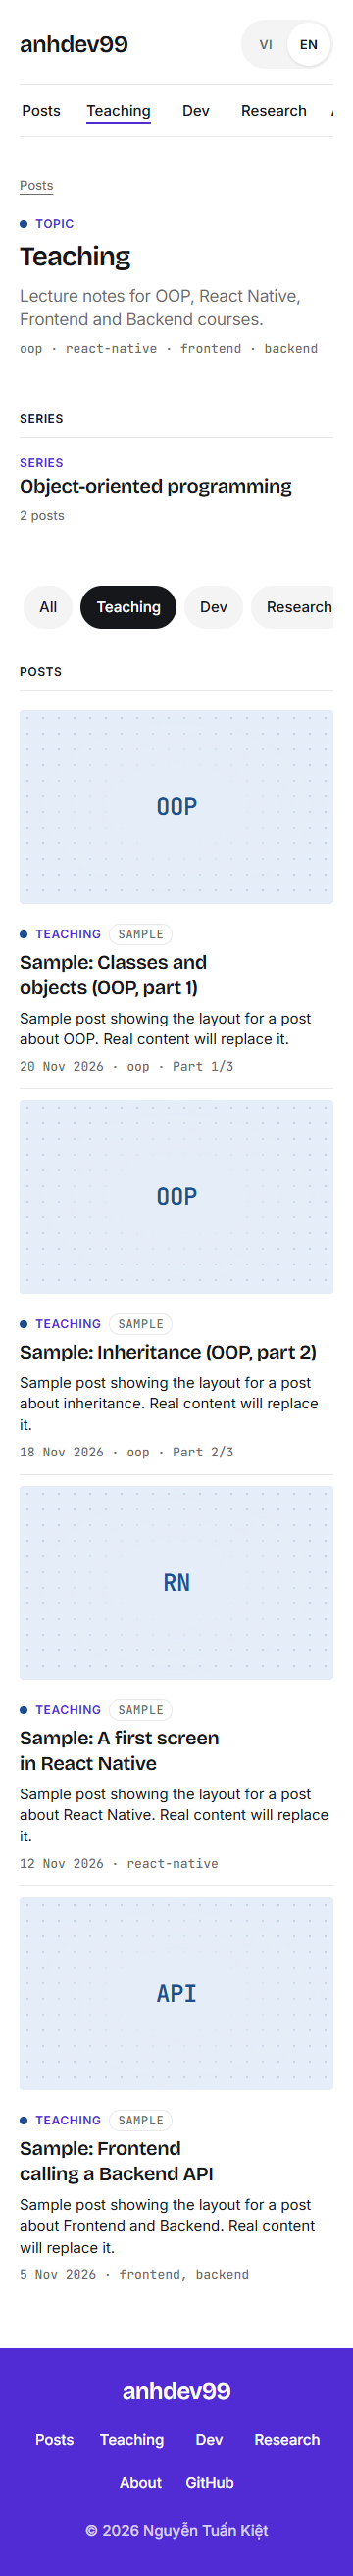 anhdev99
VI EN
Posts Teaching Dev Research
Posts
TOPIC
Teaching
Lecture notes for OOP, React Native,
Frontend and Backend courses.
oop · react-native · frontend · backend
SERIES
SERIES
Object-oriented programming
2 posts
All Teaching Dev Research
POSTS
OOP
TEACHING SAMPLE
Sample: Classes and
objects (OOP, part 1)
Sample post showing the layout for a post
about OOP. Real content will replace it.
20 Nov 2026 · oop · Part 1/3
OOP
TEACHING SAMPLE
Sample: Inheritance (OOP, part 2)
Sample post showing the layout for a post
about inheritance. Real content will replace
it.
18 Nov 2026 · oop · Part 2/3
RN
TEACHING SAMPLE
Sample: A first screen
in React Native
Sample post showing the layout for a post
about React Native. Real content will replace
it.
12 Nov 2026 · react-native
API
TEACHING SAMPLE
Sample: Frontend
calling a Backend API
Sample post showing the layout for a post
about Frontend and Backend. Real content
will replace it.
5 Nov 2026 · frontend, backend
anhdev99
Posts Teaching Dev Research
About GitHub
© 2026 Nguyễn Tuấn Kiệt